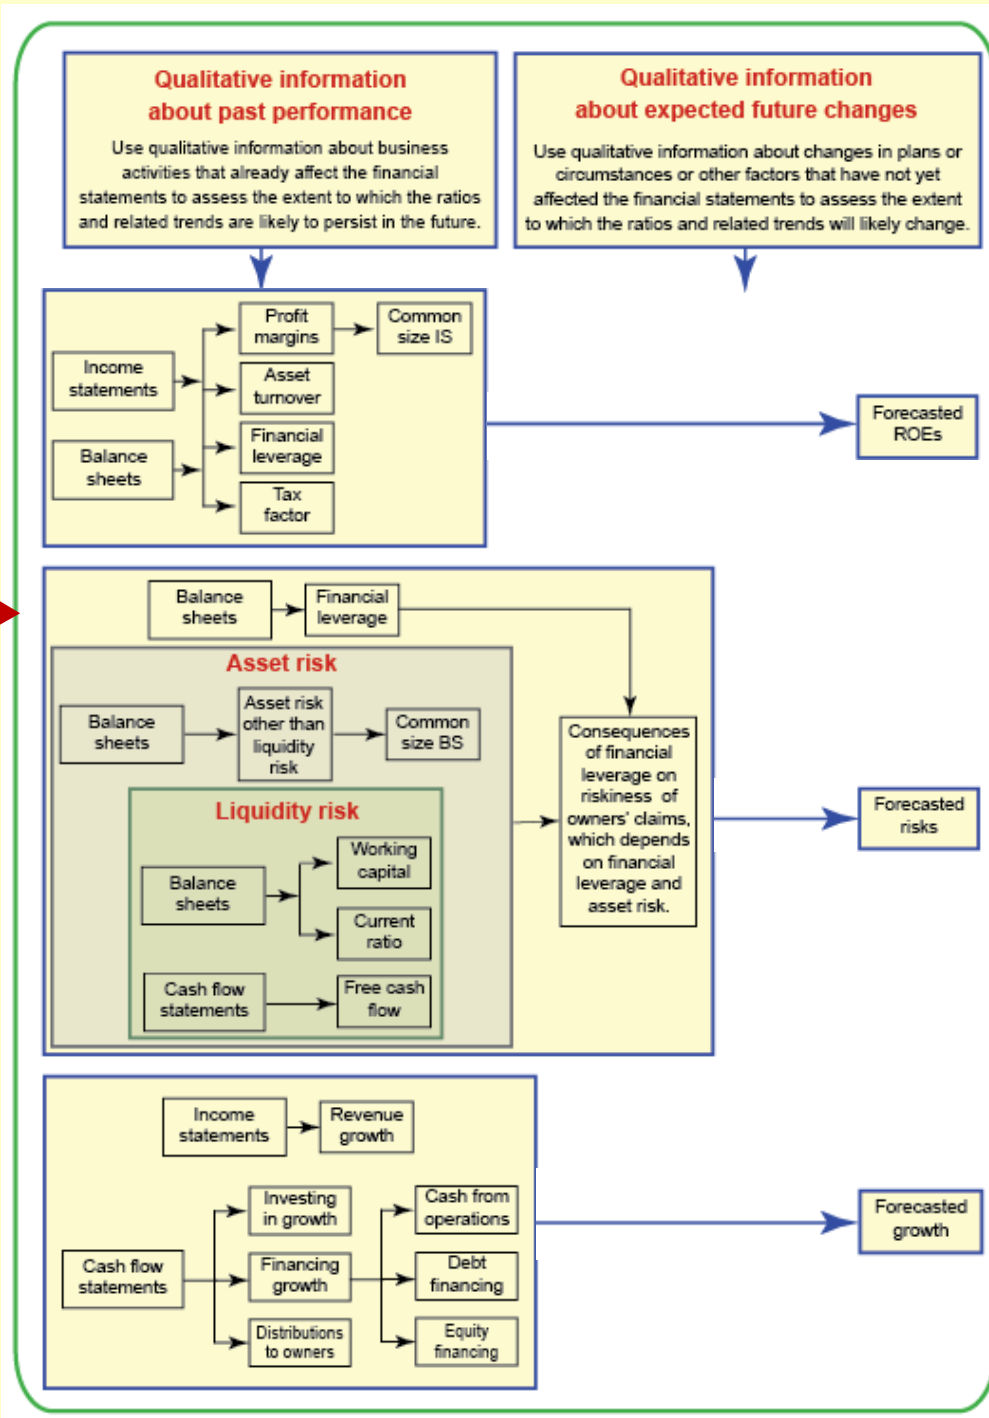 Qualitative information
about past performance
Use qualitative information about business
activities that already affect the financial
statements to assess the extent to which the ratios
and related trends are likely to persist in the future.
Qualitative information
about expected future changes
Use qualitative information about changes in plans or
circumstances or other factors that have not yet
affected the financial statements to assess the extent
to which the ratios and related trends will likely change.
Income
statements
Balance
sheets
Profit
margins
Common
size IS
Asset
turnover
Financial
leverage
Tax
factor
Forecasted
ROEs
Balance
sheets
Financial
leverage
Asset risk
Balance
sheets
Asset risk
other than
liquidity
risk
Common
size BS
Liquidity risk
Balance
sheets
Working
capital
Current
ratio
Cash flow
statements
Free cash
flow
Consequences
of financial
leverage on
riskiness of
owners' claims,
which depends
on financial
leverage and
asset risk.
Forecasted
risks
Income
statements
Revenue
growth
Cash flow
statements
Investing
in growth
Financing
growth
Distributions
to owners
Cash from
operations
Debt
financing
Equity
financing
Forecasted
growth